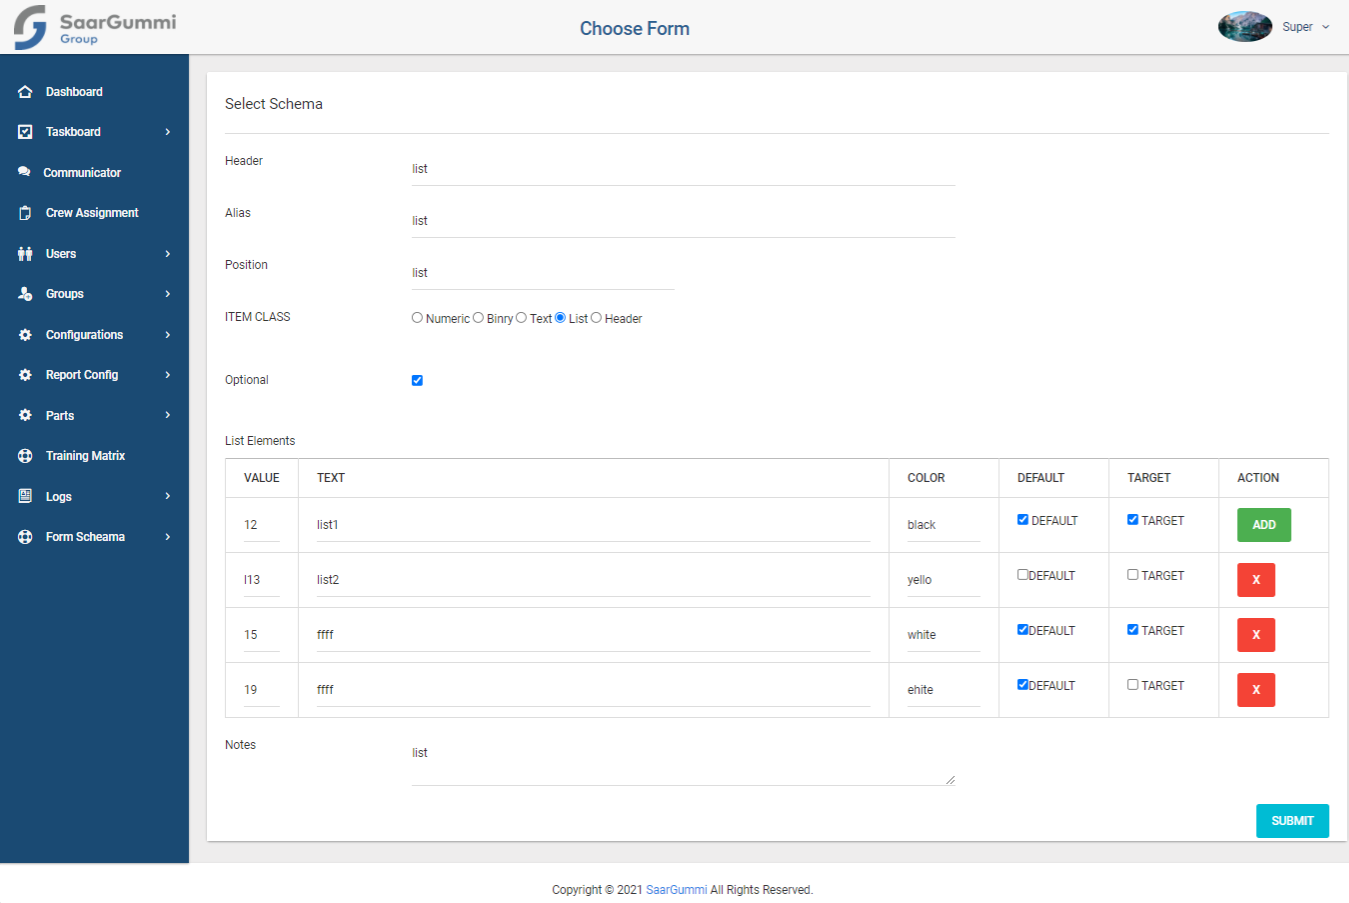 SaarGummi
Group
Choose Form
Super
Dashboard
Taskboard
Communicator
Crew Assignment
Users
Groups
Configurations
Report Config
Parts
Training Matrix
Logs
Form Scheama
Select Schema
Header
list
Alias
list
Position
list
ITEM CLASS
Numeric Binry Text List Header
Optional
List Elements
VALUE TEXT COLOR DEFAULT TARGET ACTION
12 list1 black DEFAULT TARGET ADD
l13 list2 yello DEFAULT TARGET X
15 ffff white DEFAULT TARGET X
19 ffff ehite DEFAULT TARGET X
Notes
list
SUBMIT
Copyright © 2021 SaarGummi All Rights Reserved.